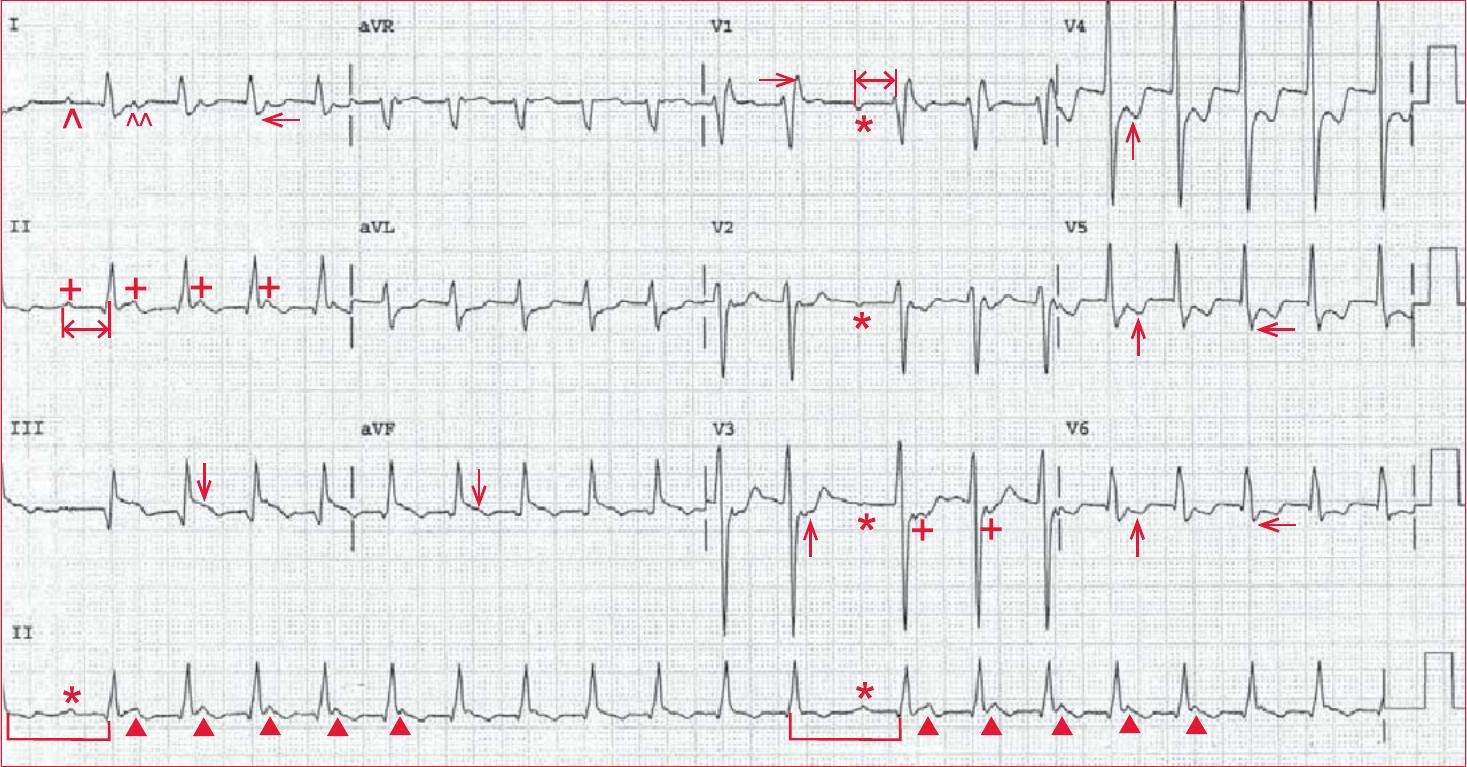 I aVR V1 V4
^ ^^ *
II aVL V2 V5
+ + + + *
III aVF V3 V6
* + +
II
* *